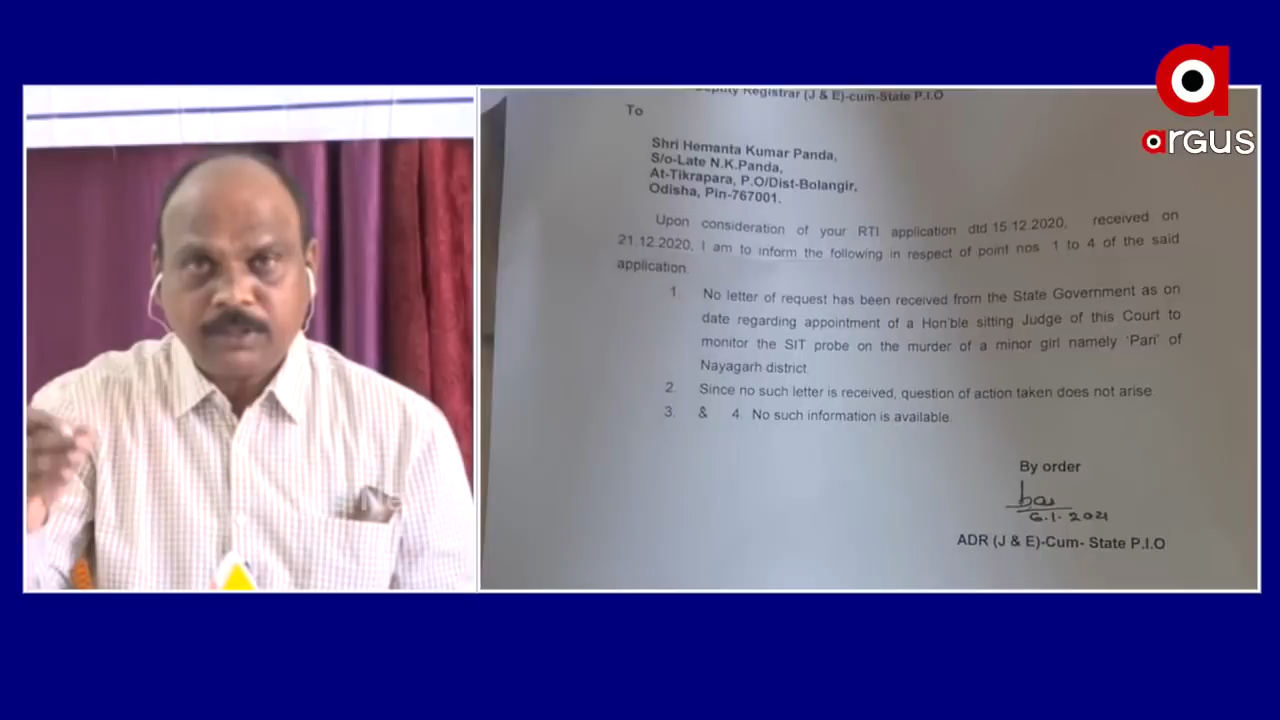 argus
Deputy Registrar (J & E)-cum-State P.I.O
To
Shri Hemanta Kumar Panda,
S/o-Late N.K.Panda,
At-Tikrapara, P.O/Dist-Bolangir,
Odisha, Pin-767001.
Upon consideration of your RTI application dtd 15.12.2020, received on
21.12.2020, I am to inform the following in respect of point nos 1 to 4 of the said
application.
1. No letter of request has been received from the State Government as on
date regarding appointment of a Hon'ble sitting Judge of this Court to
monitor the SIT probe on the murder of a minor girl namely 'Pari' of
Nayagarh district.
2. Since no such letter is received, question of action taken does not arise.
3. & 4. No such information is available.
By order
6.1.2021
ADR (J & E)-Cum- State P.I.O